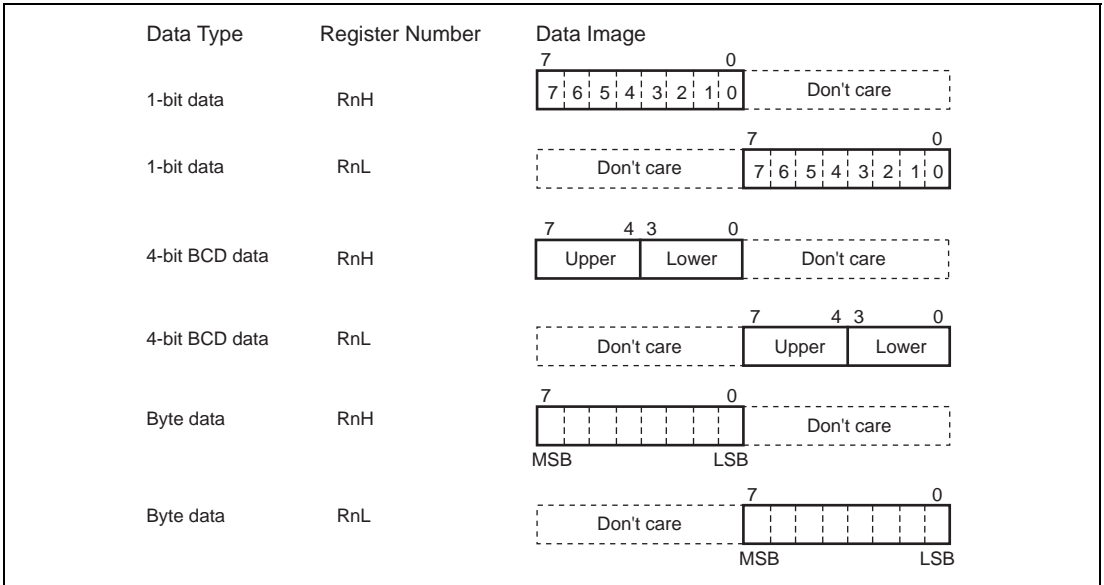 Data Type Register Number Data Image
7 0
1-bit data RnH 7 6 5 4 3 2 1 0 Don't care
7 0
1-bit data RnL Don't care 7 6 5 4 3 2 1 0
7 4 3 0
4-bit BCD data RnH Upper Lower Don't care
7 4 3 0
4-bit BCD data RnL Don't care Upper Lower
7 0
Byte data RnH Don't care
MSB LSB
7 0
Byte data RnL Don't care
MSB LSB